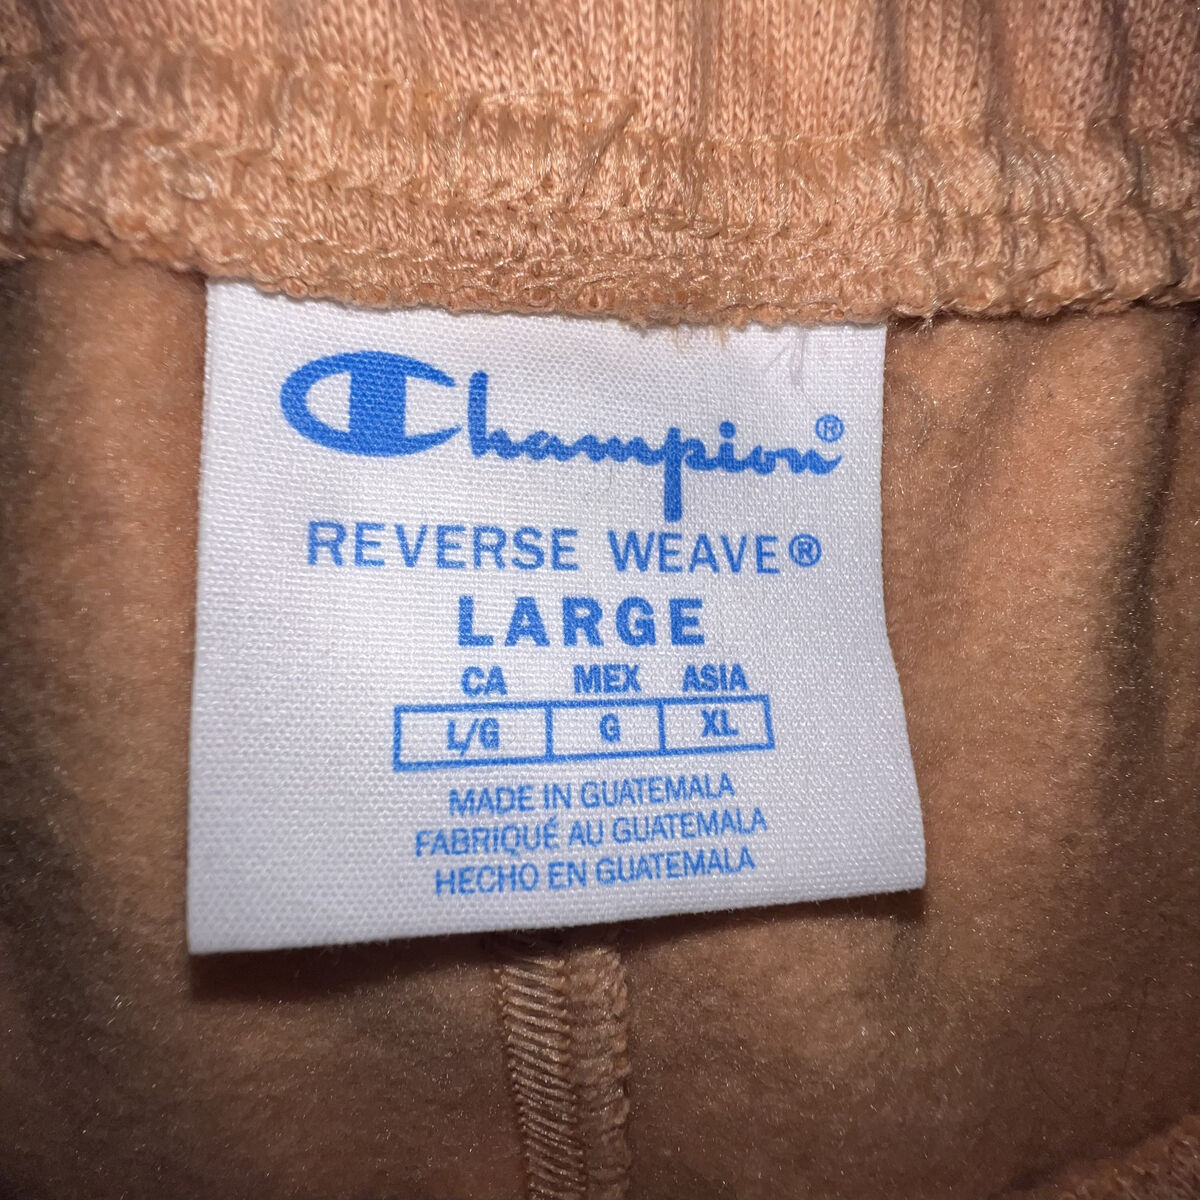 Champion®
REVERSE WEAVE®
LARGE
CA MEX ASIA
L/G G XL
MADE IN GUATEMALA
FABRIQUÉ AU GUATEMALA
HECHO EN GUATEMALA